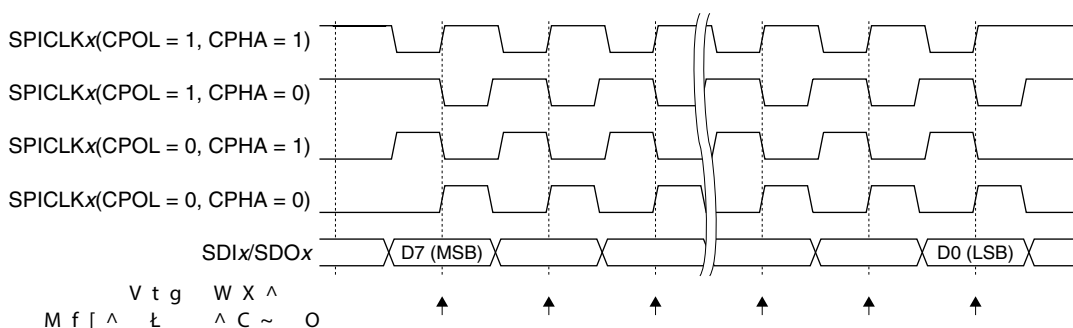 SPICLKx(CPOL = 1, CPHA = 1)
SPICLKx(CPOL = 1, CPHA = 0)
SPICLKx(CPOL = 0, CPHA = 1)
SPICLKx(CPOL = 0, CPHA = 0)
SDIx/SDOx D7 (MSB) D0 (LSB)
V t g W X ^
M f [ ^ Ł ^ C ~ O